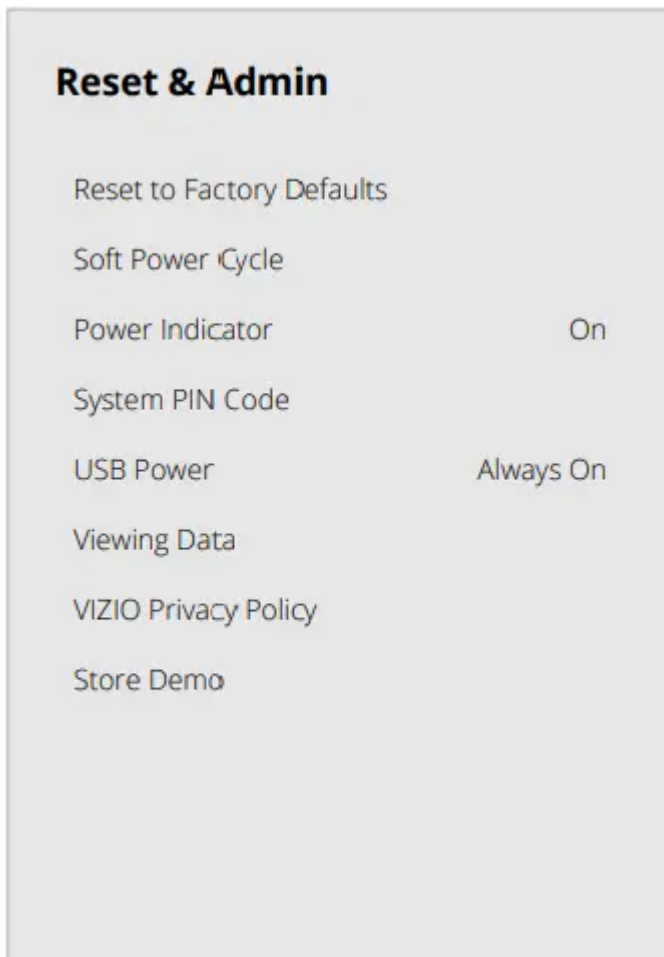 Reset & Admin
Reset to Factory Defaults
Soft Power Cycle
Power Indicator On
System PIN Code
USB Power Always On
Viewing Data
VIZIO Privacy Policy
Store Demo